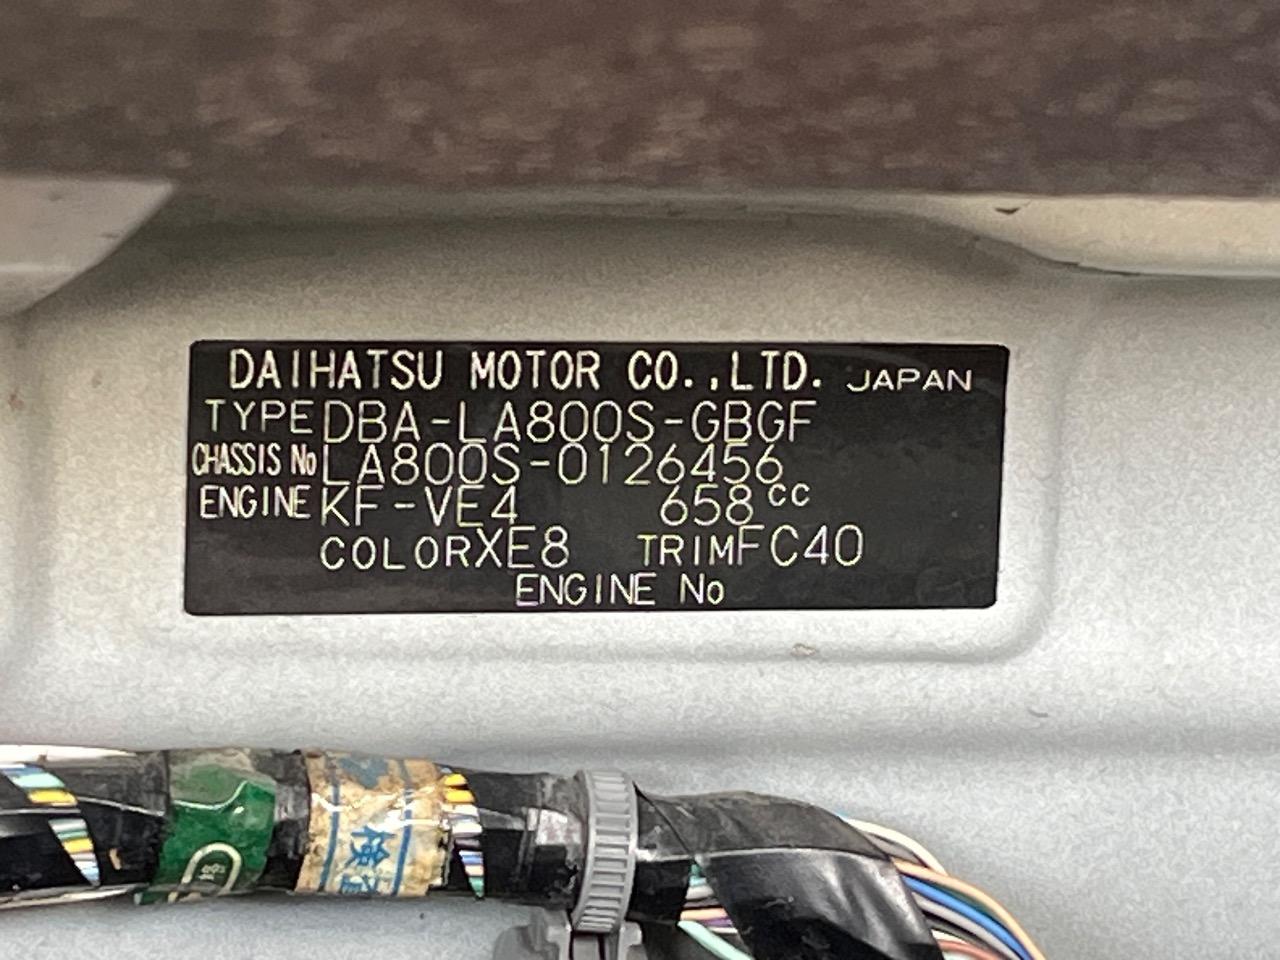 DAIHATSU MOTOR CO.,LTD. JAPAN
TYPE DBA-LA800S-GBGF
CHASSIS No LA800S-0126456
ENGINE KF-VE4 658cc
COLOR XE8 TRIM FC40
ENGINE No
検